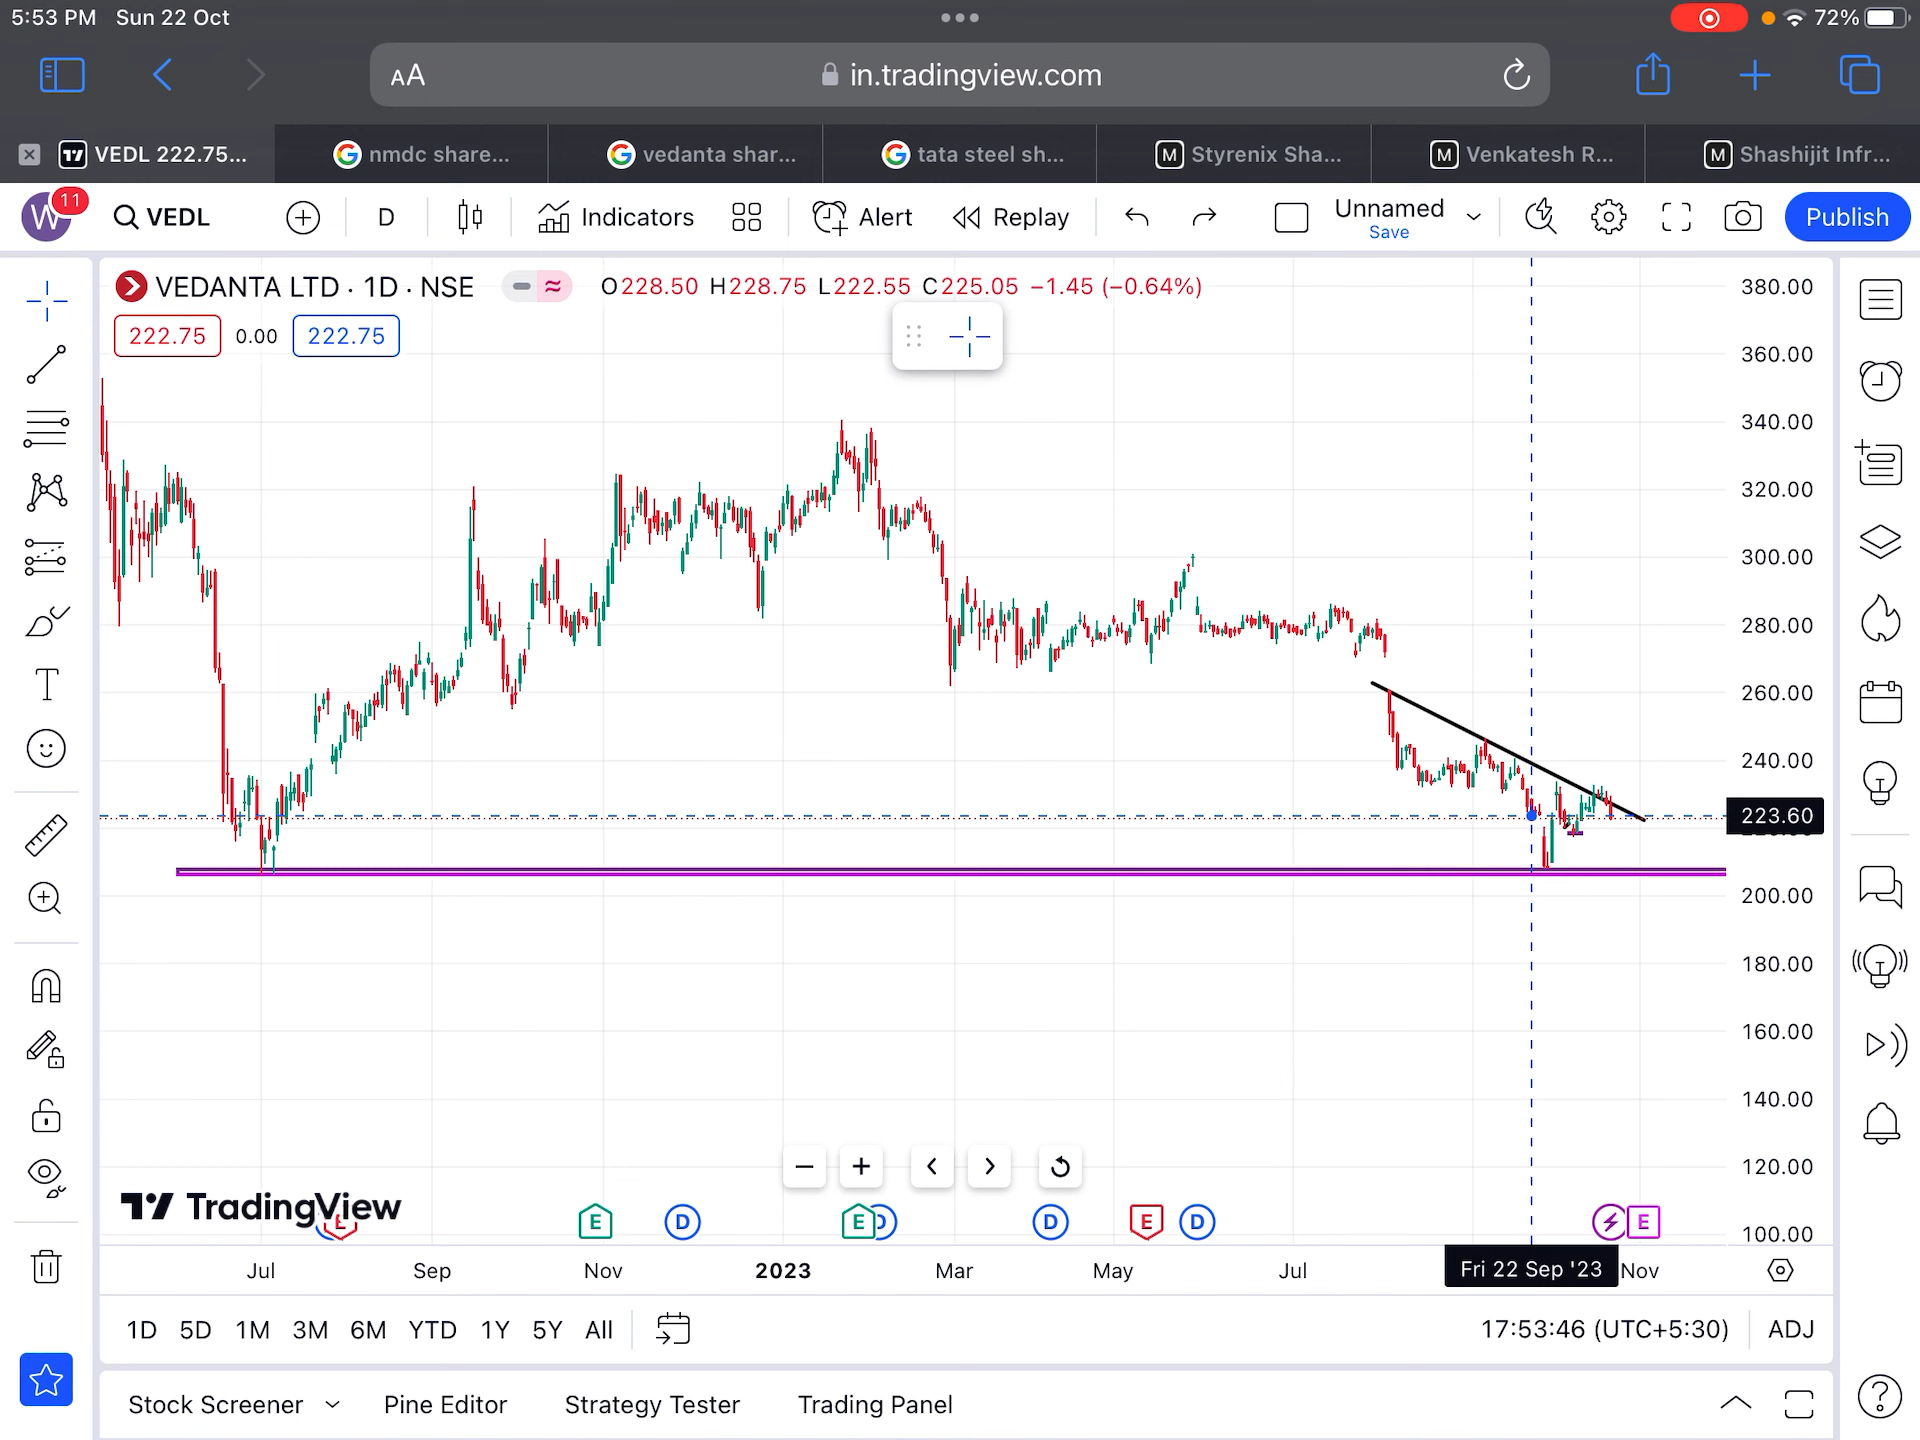 5:53 PM Sun 22 Oct
72%
AA
in.tradingview.com
VEDL 222.75...
nmdc share...
vedanta shar...
tata steel sh...
M Styrenix Sha...
M Venkatesh R...
M Shashijit Infr...
W 11
VEDL
D
Indicators
Alert
Replay
Unnamed
Save
Publish
VEDANTA LTD · 1D · NSE
O228.50 H228.75 L222.55 C225.05 −1.45 (−0.64%)
222.75 0.00 222.75
380.00
360.00
340.00
320.00
300.00
280.00
260.00
240.00
223.60
200.00
180.00
160.00
140.00
120.00
100.00
TradingView
E E D E D D E D E
Jul Sep Nov 2023 Mar May Jul Fri 22 Sep '23 Nov
1D 5D 1M 3M 6M YTD 1Y 5Y All
17:53:46 (UTC+5:30) ADJ
Stock Screener Pine Editor Strategy Tester Trading Panel